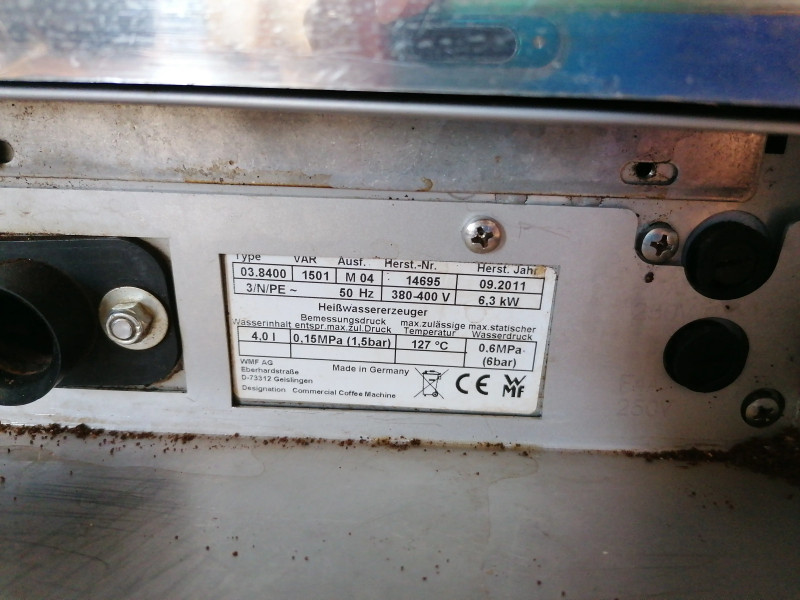 Type VAR Ausf. Herst.-Nr. Herst. Jahr
03.8400 1501 M 04 14695 09.2011
3/N/PE ~ 50 Hz 380-400 V 6,3 kW
Heißwassererzeuger
Wasserinhalt Bemessungsdruck entspr.max.zul.Druck max.zulässige Temperatur max.statischer Wasserdruck
4.0 l 0,15MPa (1,5bar) 127 °C 0.6MPa (6bar)
WMF AG
Eberhardstraße
D-73312 Geislingen
Made in Germany
Designation : Commercial Coffee Machine
CE
WMF